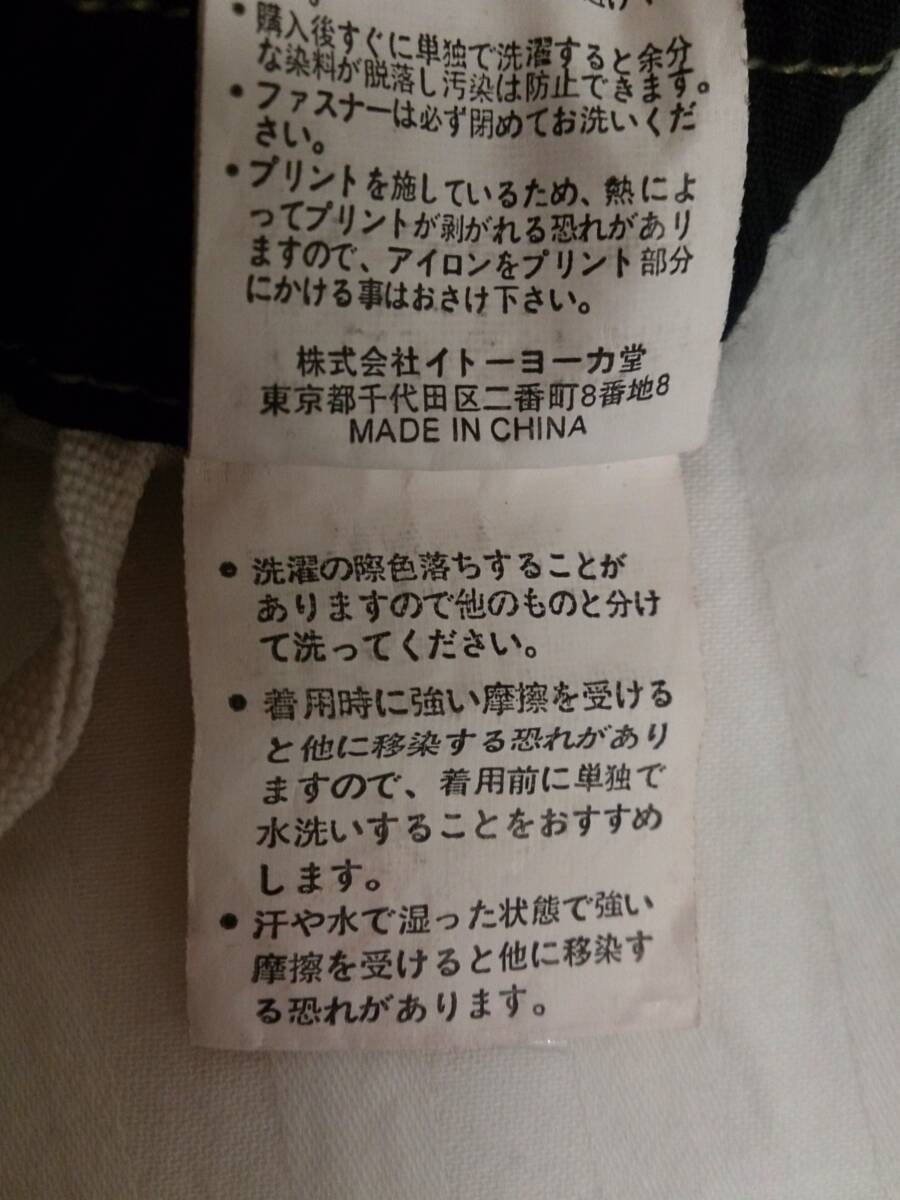 • 購入後すぐに単独で洗濯すると余分
な染料が脱落し汚染は防止できます。
• ファスナーは必ず閉めてお洗いくだ
さい。
• プリントを施しているため、熱によ
ってプリントが剥がれる恐れがあり
ますので、アイロンをプリント部分
にかける事はおさけ下さい。
株式会社イトーヨーカ堂
東京都千代田区二番町8番地8
MADE IN CHINA
• 洗濯の際色落ちすることが
ありますので他のものと分け
て洗ってください。
• 着用時に強い摩擦を受ける
と他に移染する恐れがあり
ますので、着用前に単独で
水洗いすることをおすすめ
します。
• 汗や水で湿った状態で強い
摩擦を受けると他に移染す
る恐れがあります。